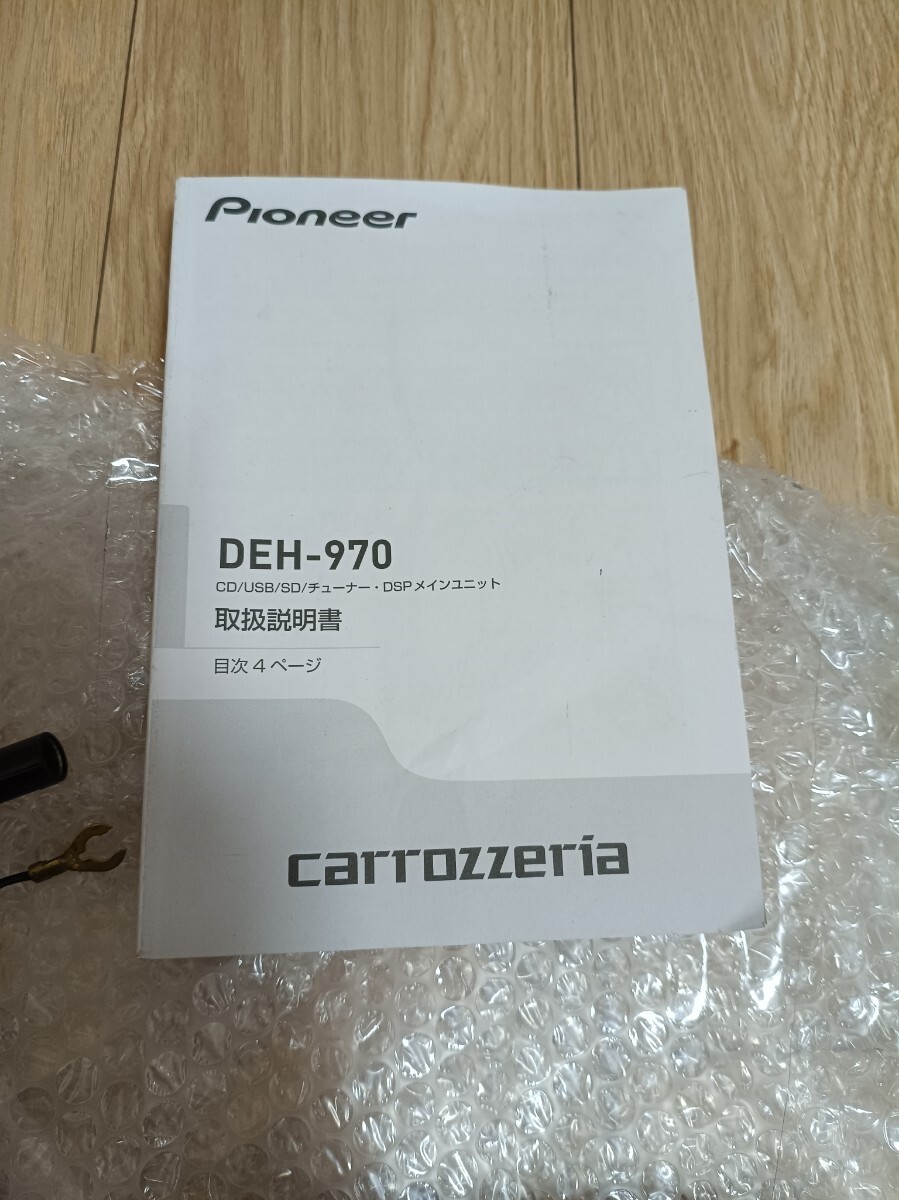 Pioneer
DEH-970
CD/USB/SD/チューナー・DSPメインユニット
取扱説明書
目次 4 ページ
carrozzeria